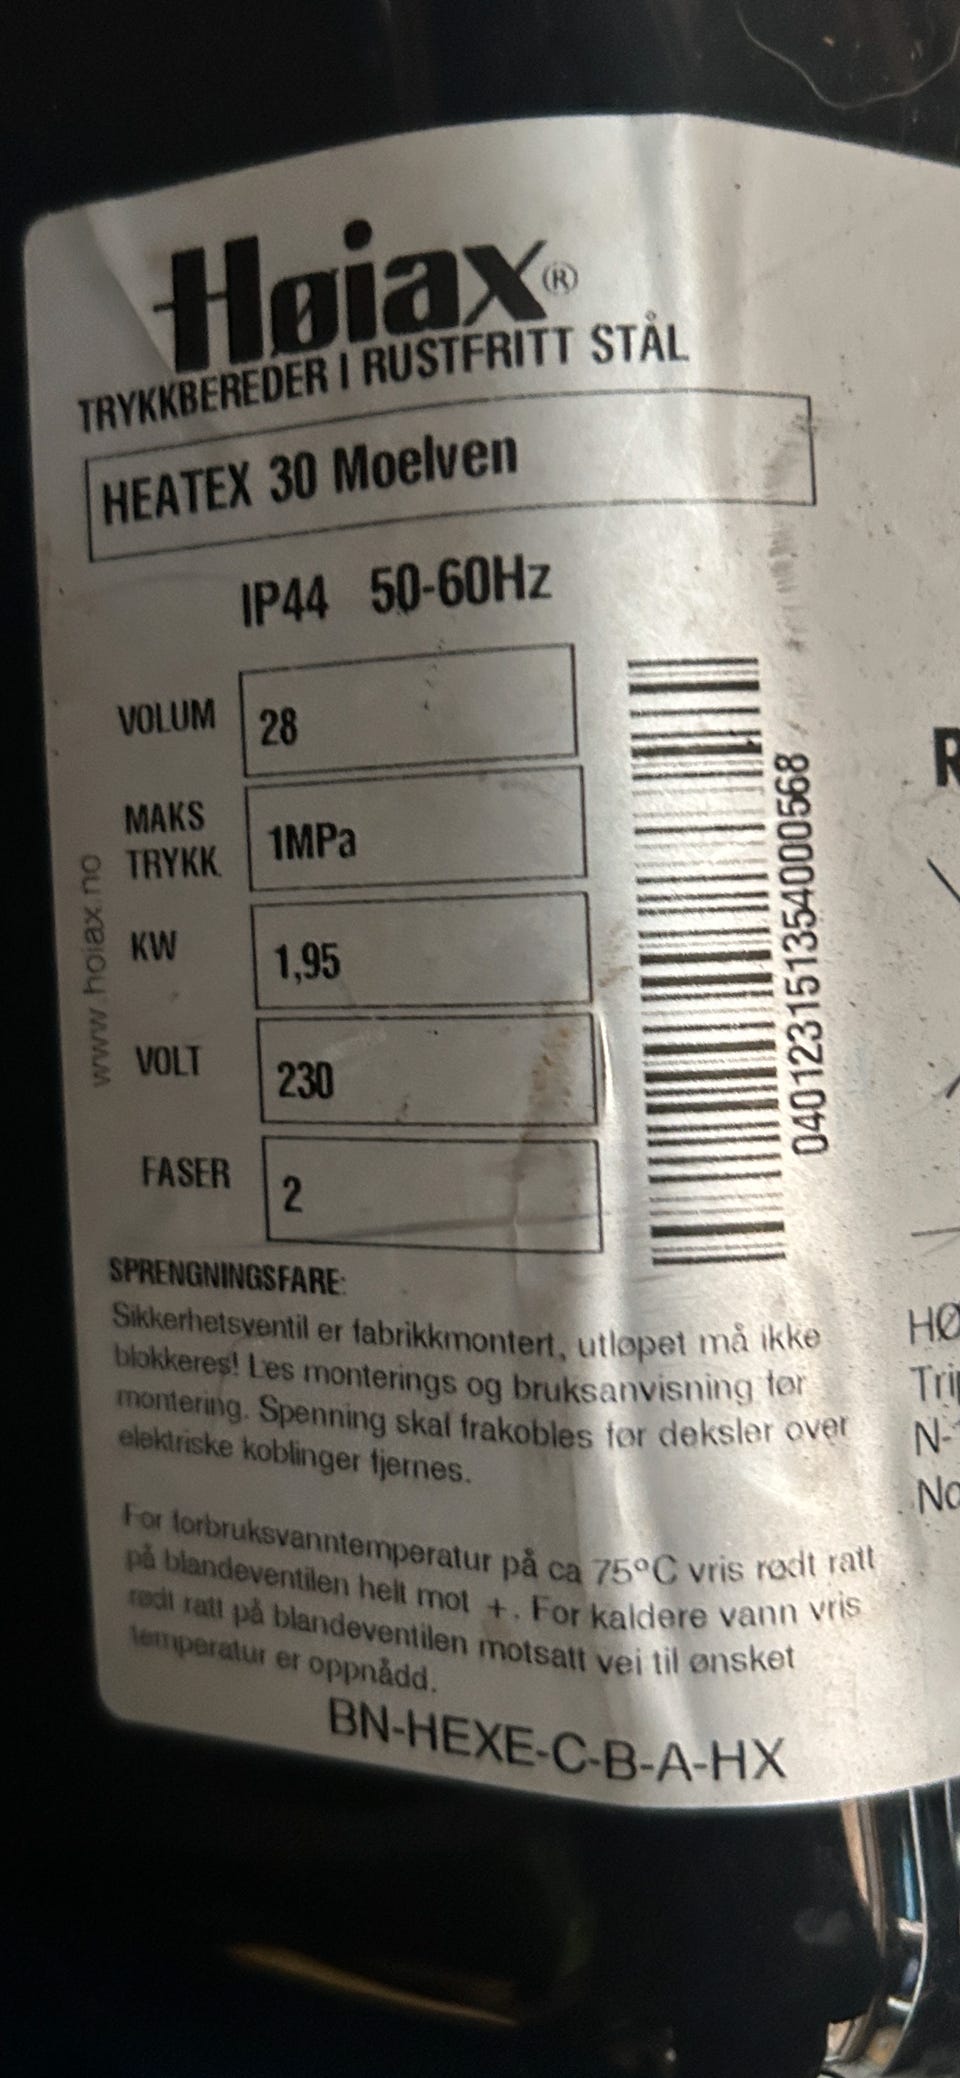 Høiax®
TRYKKBEREDER I RUSTFRITT STÅL
HEATEX 30 Moelven
IP44 50-60Hz
VOLUM 28
MAKS
TRYKK 1MPa
KW 1,95
VOLT 230
FASER 2
www.hoiax.no
0401231513540000568
SPRENGNINGSFARE:
Sikkerhetsventil er fabrikkmontert, utløpet må ikke
blokkeres! Les monterings og bruksanvisning før
montering. Spenning skal frakobles før deksler over
elektriske koblinger fjernes.
For forbruksvanntemperatur på ca 75°C vris rødt ratt
på blandeventilen helt mot +. For kaldere vann vris
rødt ratt på blandeventilen motsatt vei til ønsket
temperatur er oppnådd.
BN-HEXE-C-B-A-HX
R
HØ
Tri
N-
No